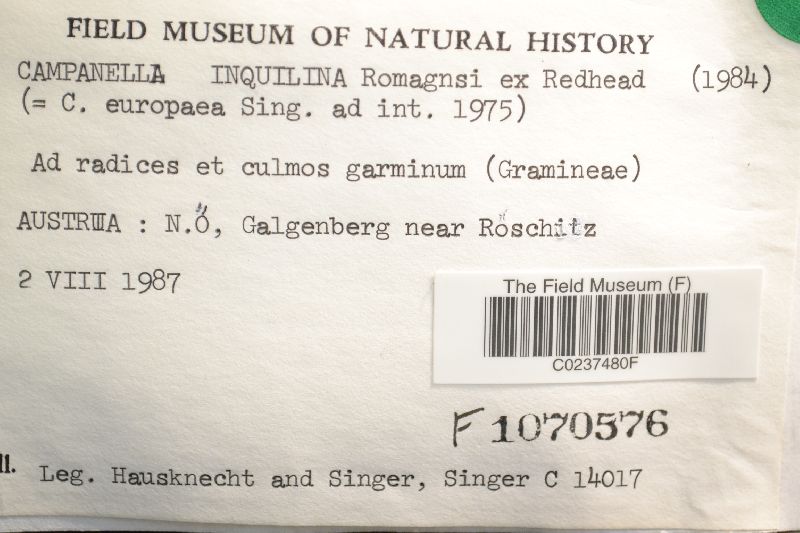 FIELD MUSEUM OF NATURAL HISTORY
CAMPANELLA INQUILINA Romagnsi ex Redhead (1984)
(= C. europaea Sing. ad int. 1975)
Ad radices et culmos garminum (Gramineae)
AUSTRIA : N.Ö, Galgenberg near Röschitz
2 VIII 1987
The Field Museum (F)
C0237480F
F 1070576
ll. Leg. Hausknecht and Singer, Singer C 14017